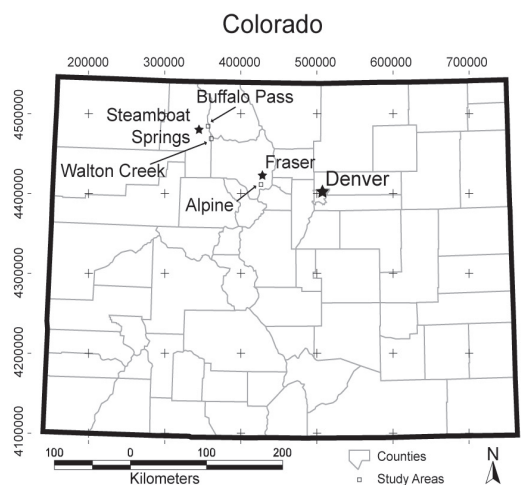 Colorado
200000 300000 400000 500000 600000 700000
4500000
4400000
4300000
4200000
4100000
Buffalo Pass
Steamboat
Springs
Walton Creek
Fraser
Denver
Alpine
100 0 100 200
Kilometers
Counties
Study Areas
N